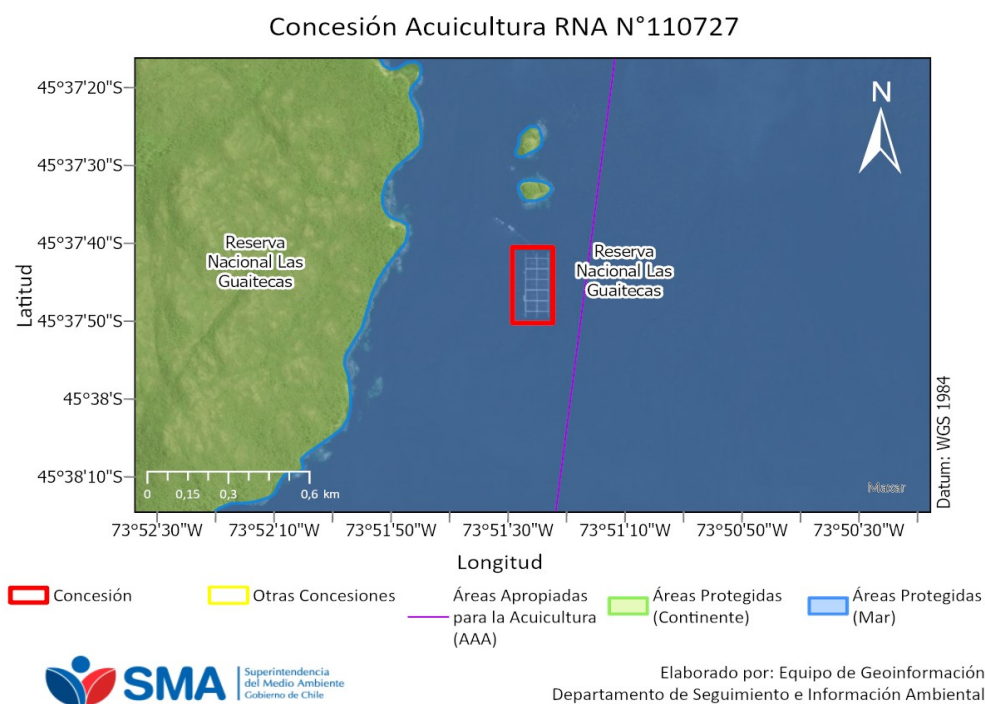 Concesión Acuicultura RNA N°110727
45°37'20"S
45°37'30"S
45°37'40"S
45°37'50"S
45°38'S
45°38'10"S
Latitud
N
Reserva
Nacional Las
Guaitecas
Reserva
Nacional Las
Guaitecas
Datum: WGS 1984
Maxar
0 0,15 0,3 0,6 km
73°52'30"W 73°52'10"W 73°51'50"W 73°51'30"W 73°51'10"W 73°50'50"W 73°50'30"W
Longitud
Concesión
Otras Concesiones
Áreas Apropiadas
para la Acuicultura
(AAA)
Áreas Protegidas
(Continente)
Áreas Protegidas
(Mar)
SMA
Superintendencia
del Medio Ambiente
Gobierno de Chile
Elaborado por: Equipo de Geoinformación
Departamento de Seguimiento e Información Ambiental